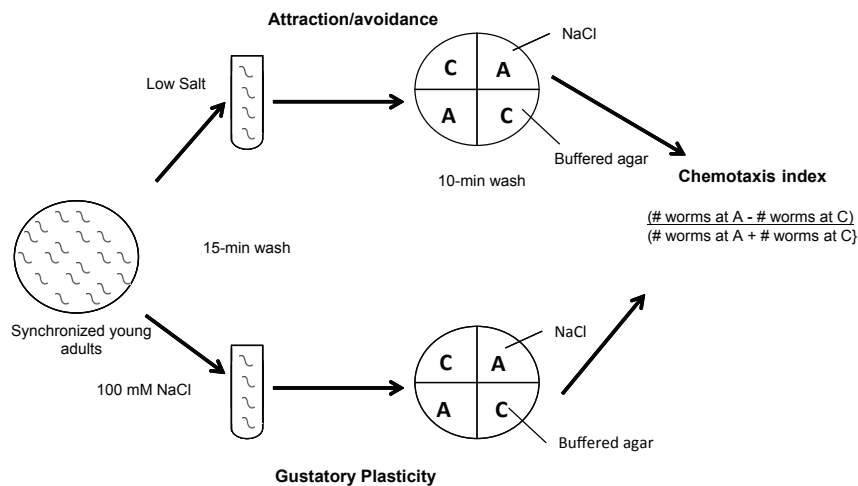 Attraction/avoidance
NaCl
C A
Low Salt
A C
Buffered agar
10-min wash
Chemotaxis index
(# worms at A - # worms at C)
(# worms at A + # worms at C}
15-min wash
Synchronized young
adults
NaCl
C A
100 mM NaCl
A C
Buffered agar
Gustatory Plasticity